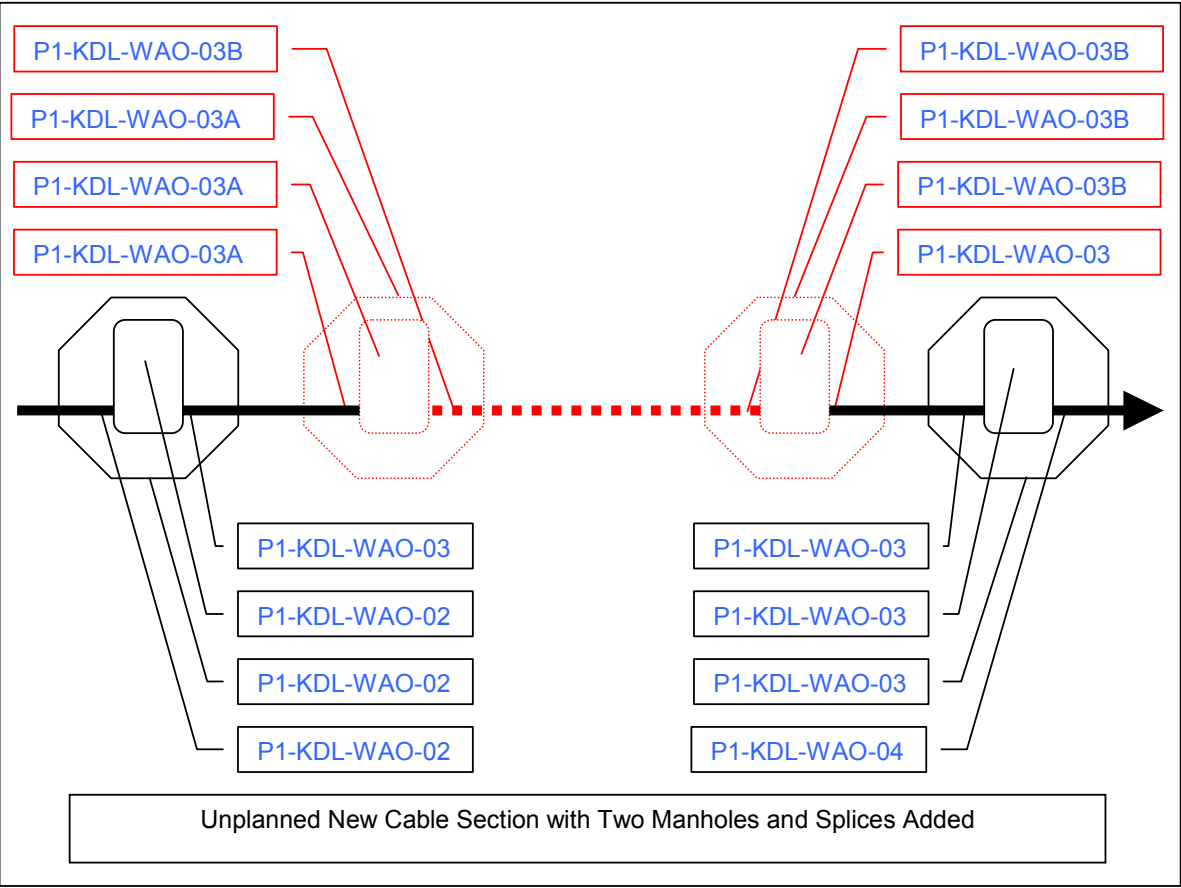 P1-KDL-WAO-03B
P1-KDL-WAO-03A
P1-KDL-WAO-03A
P1-KDL-WAO-03A
P1-KDL-WAO-03B
P1-KDL-WAO-03B
P1-KDL-WAO-03B
P1-KDL-WAO-03
P1-KDL-WAO-03
P1-KDL-WAO-02
P1-KDL-WAO-02
P1-KDL-WAO-02
P1-KDL-WAO-03
P1-KDL-WAO-03
P1-KDL-WAO-03
P1-KDL-WAO-04
Unplanned New Cable Section with Two Manholes and Splices Added